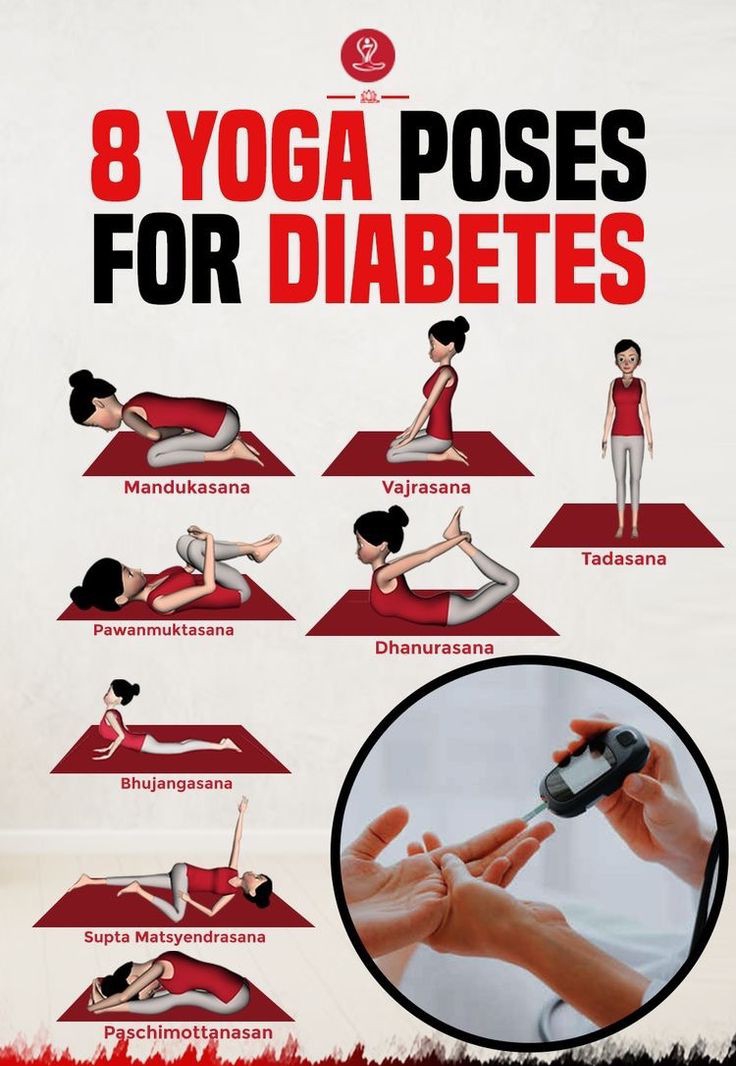 8 YOGA POSES
FOR DIABETES
Mandukasana
Vajrasana
Tadasana
Pawanmuktasana
Dhanurasana
Bhujangasana
Supta Matsyendrasana
Paschimottanasan